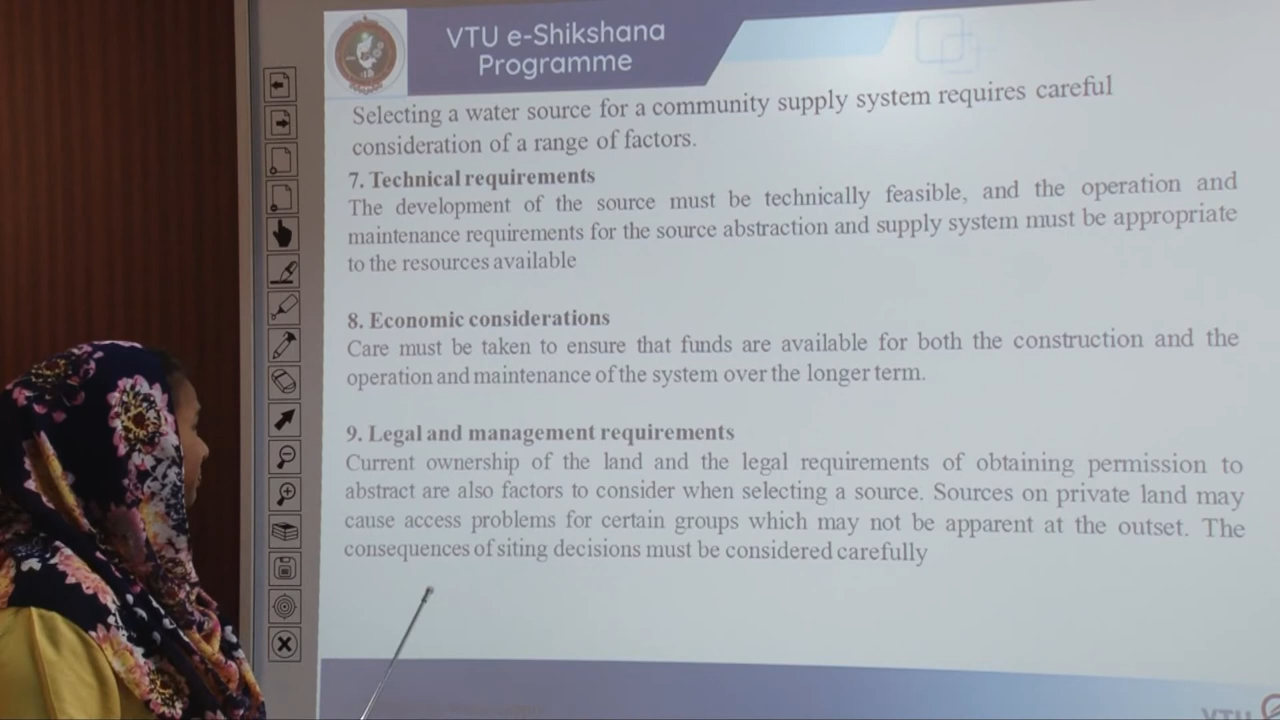 VTU e-Shikshana
Programme
Selecting a water source for a community supply system requires careful
consideration of a range of factors.
7. Technical requirements
The development of the source must be technically feasible, and the operation and
maintenance requirements for the source abstraction and supply system must be appropriate
to the resources available
8. Economic considerations
Care must be taken to ensure that funds are available for both the construction and the
operation and maintenance of the system over the longer term.
9. Legal and management requirements
Current ownership of the land and the legal requirements of obtaining permission to
abstract are also factors to consider when selecting a source. Sources on private land may
cause access problems for certain groups which may not be apparent at the outset. The
consequences of siting decisions must be considered carefully
VTU